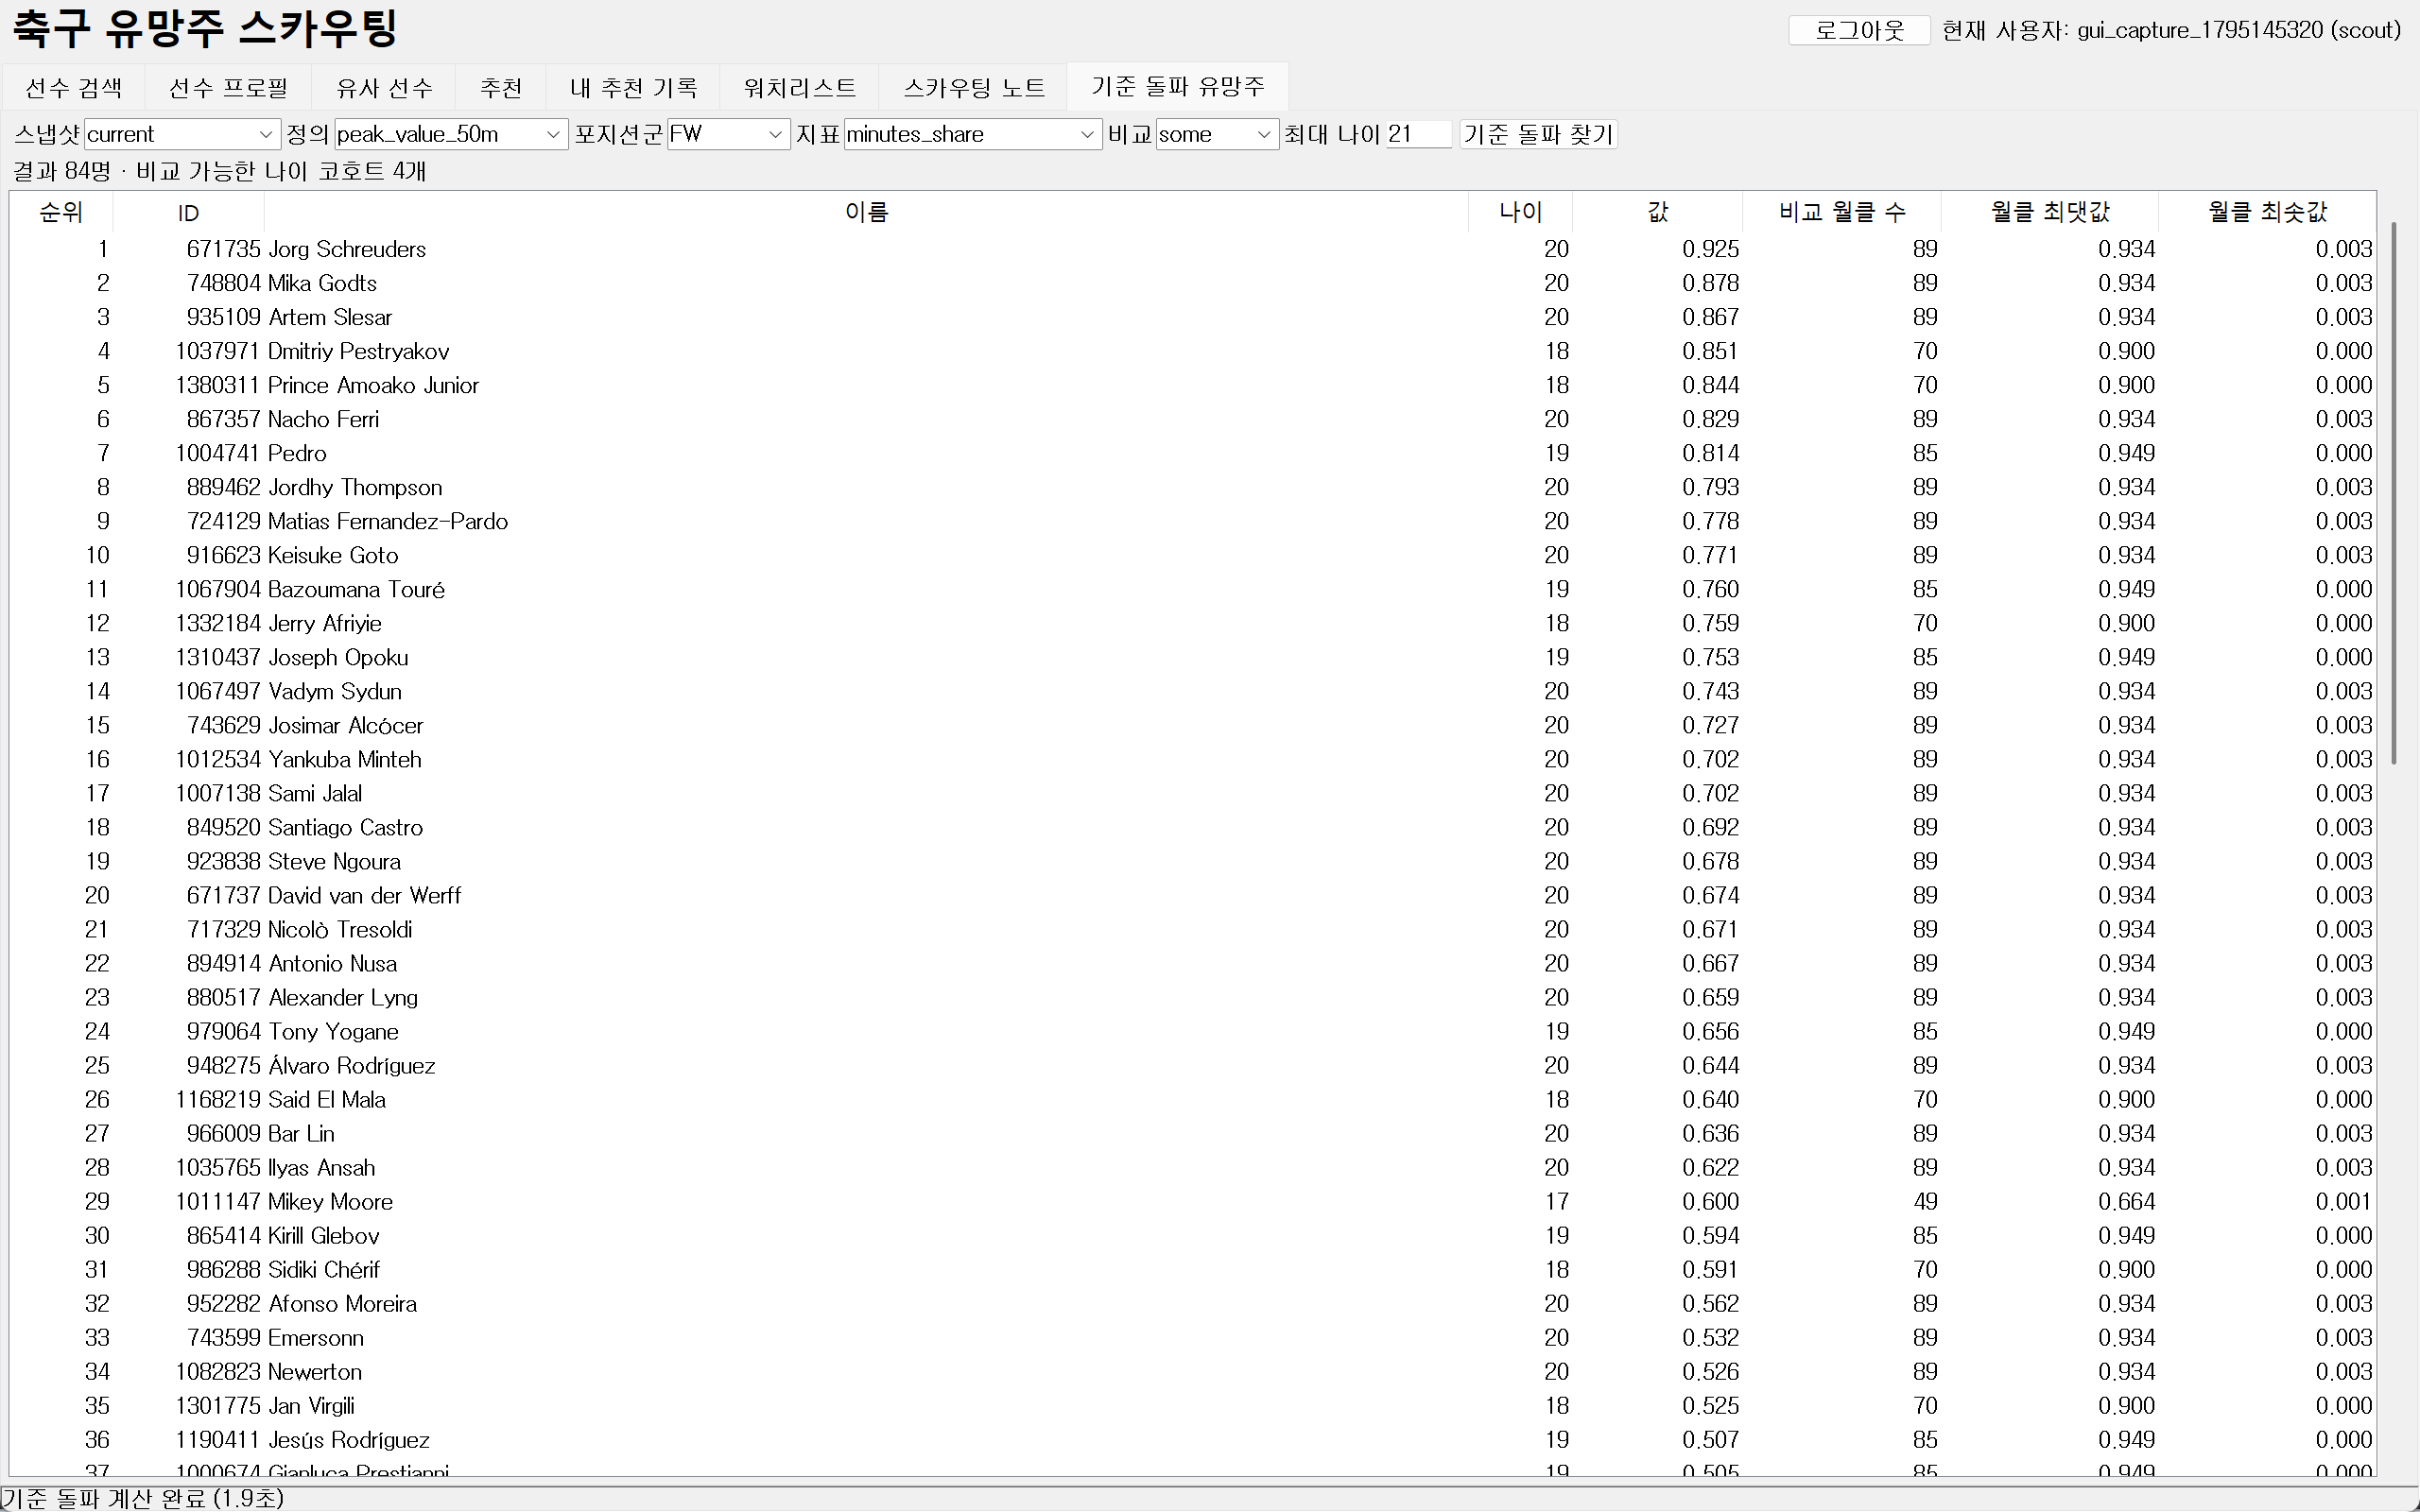 축구 유망주 스카우팅
로그아웃 현재 사용자: gui_capture_1795145320 (scout)
선수 검색 선수 프로필 유사 선수 추천 내 추천 기록 워치리스트 스카우팅 노트 기준 돌파 유망주
스냅샷 current 정의 peak_value_50m 포지션군 FW 지표 minutes_share 비교 some 최대 나이 21 기준 돌파 찾기
결과 84명 · 비교 가능한 나이 코호트 4개
순위 ID 이름 나이 값 비교 월클 수 월클 최댓값 월클 최솟값
1 671735 Jorg Schreuders 20 0.925 89 0.934 0.003
2 748804 Mika Godts 20 0.878 89 0.934 0.003
3 935109 Artem Slesar 20 0.867 89 0.934 0.003
4 1037971 Dmitriy Pestryakov 18 0.851 70 0.900 0.000
5 1380311 Prince Amoako Junior 18 0.844 70 0.900 0.000
6 867357 Nacho Ferri 20 0.829 89 0.934 0.003
7 1004741 Pedro 19 0.814 85 0.949 0.000
8 889462 Jordhy Thompson 20 0.793 89 0.934 0.003
9 724129 Matias Fernandez-Pardo 20 0.778 89 0.934 0.003
10 916623 Keisuke Goto 20 0.771 89 0.934 0.003
11 1067904 Bazoumana Touré 19 0.760 85 0.949 0.000
12 1332184 Jerry Afriyie 18 0.759 70 0.900 0.000
13 1310437 Joseph Opoku 19 0.753 85 0.949 0.000
14 1067497 Vadym Sydun 20 0.743 89 0.934 0.003
15 743629 Josimar Alcócer 20 0.727 89 0.934 0.003
16 1012534 Yankuba Minteh 20 0.702 89 0.934 0.003
17 1007138 Sami Jalal 20 0.702 89 0.934 0.003
18 849520 Santiago Castro 20 0.692 89 0.934 0.003
19 923838 Steve Ngoura 20 0.678 89 0.934 0.003
20 671737 David van der Werff 20 0.674 89 0.934 0.003
21 717329 Nicolò Tresoldi 20 0.671 89 0.934 0.003
22 894914 Antonio Nusa 20 0.667 89 0.934 0.003
23 880517 Alexander Lyng 20 0.659 89 0.934 0.003
24 979064 Tony Yogane 19 0.656 85 0.949 0.000
25 948275 Álvaro Rodríguez 20 0.644 89 0.934 0.003
26 1168219 Said El Mala 18 0.640 70 0.900 0.000
27 966009 Bar Lin 20 0.636 89 0.934 0.003
28 1035765 Ilyas Ansah 20 0.622 89 0.934 0.003
29 1011147 Mikey Moore 17 0.600 49 0.664 0.001
30 865414 Kirill Glebov 19 0.594 85 0.949 0.000
31 986288 Sidiki Chérif 18 0.591 70 0.900 0.000
32 952282 Afonso Moreira 20 0.562 89 0.934 0.003
33 743599 Emersonn 20 0.532 89 0.934 0.003
34 1082823 Newerton 20 0.526 89 0.934 0.003
35 1301775 Jan Virgili 18 0.525 70 0.900 0.000
36 1190411 Jesús Rodríguez 19 0.507 85 0.949 0.000
37 1000674 Gianluca Prestianni 19 0.505 85 0.949 0.000
기준 돌파 계산 완료 (1.9초)